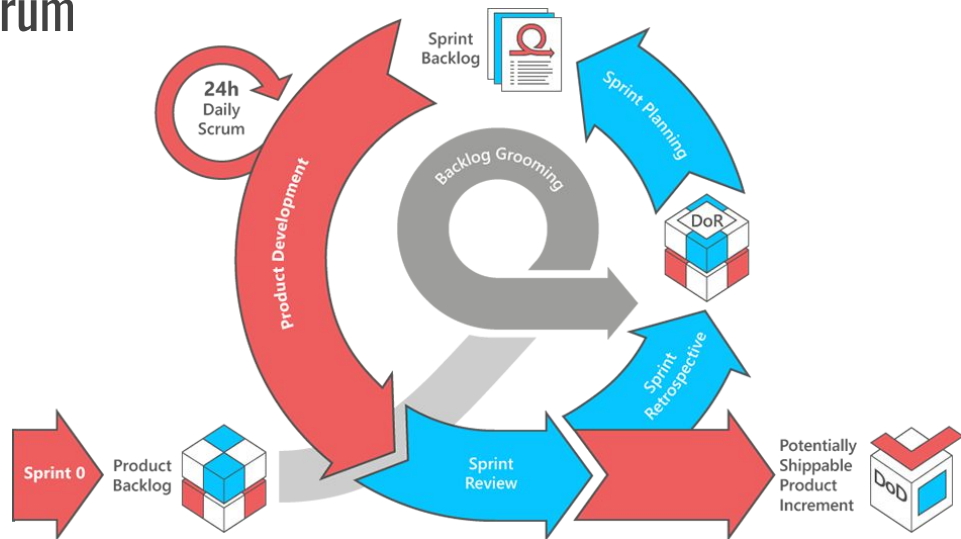 rum
Sprint
Backlog
24h
Daily
Scrum
Sprint Planning
Backlog Grooming
DoR
Product Development
Sprint
Retrospective
Sprint 0
Product
Backlog
Sprint
Review
Potentially
Shippable
Product
Increment
DoD